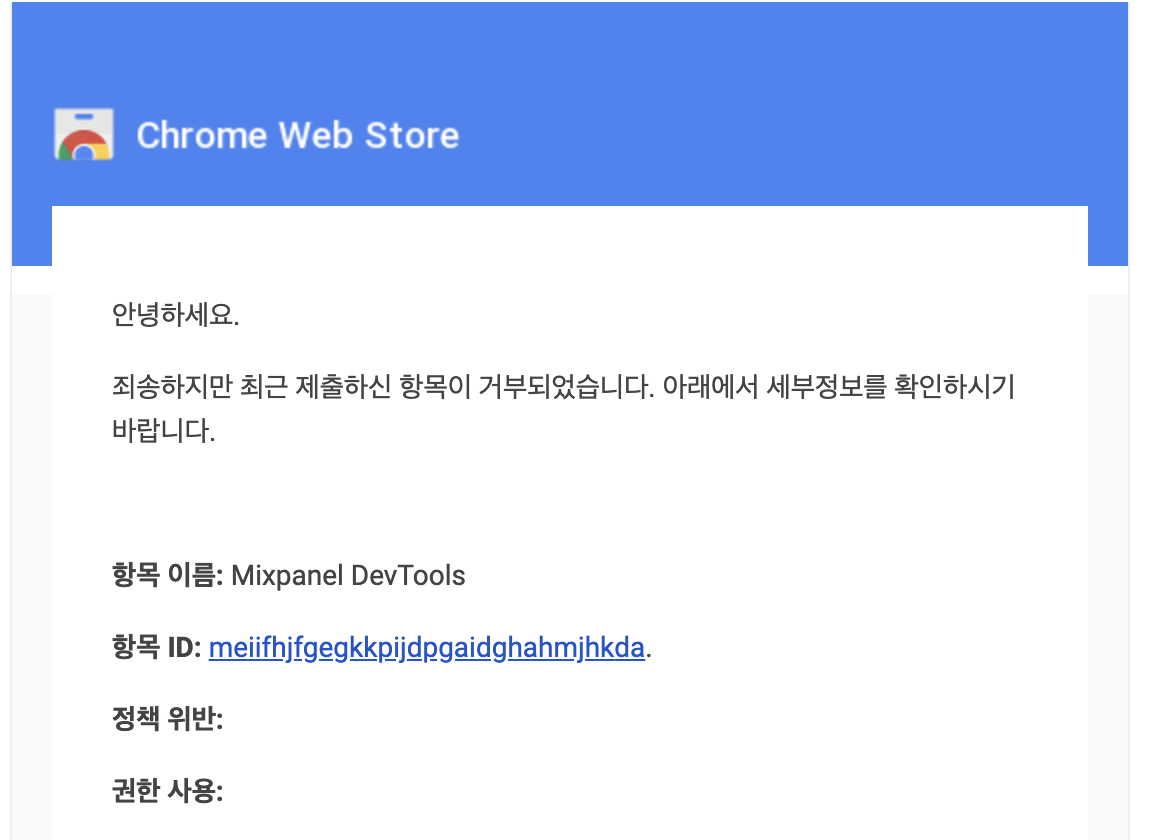 Chrome Web Store
안녕하세요.
죄송하지만 최근 제출하신 항목이 거부되었습니다. 아래에서 세부정보를 확인하시기
바랍니다.
항목 이름: Mixpanel DevTools
항목 ID: meiifhjfgegkkpijdpgaidghahmjhkda.
정책 위반:
권한 사용: